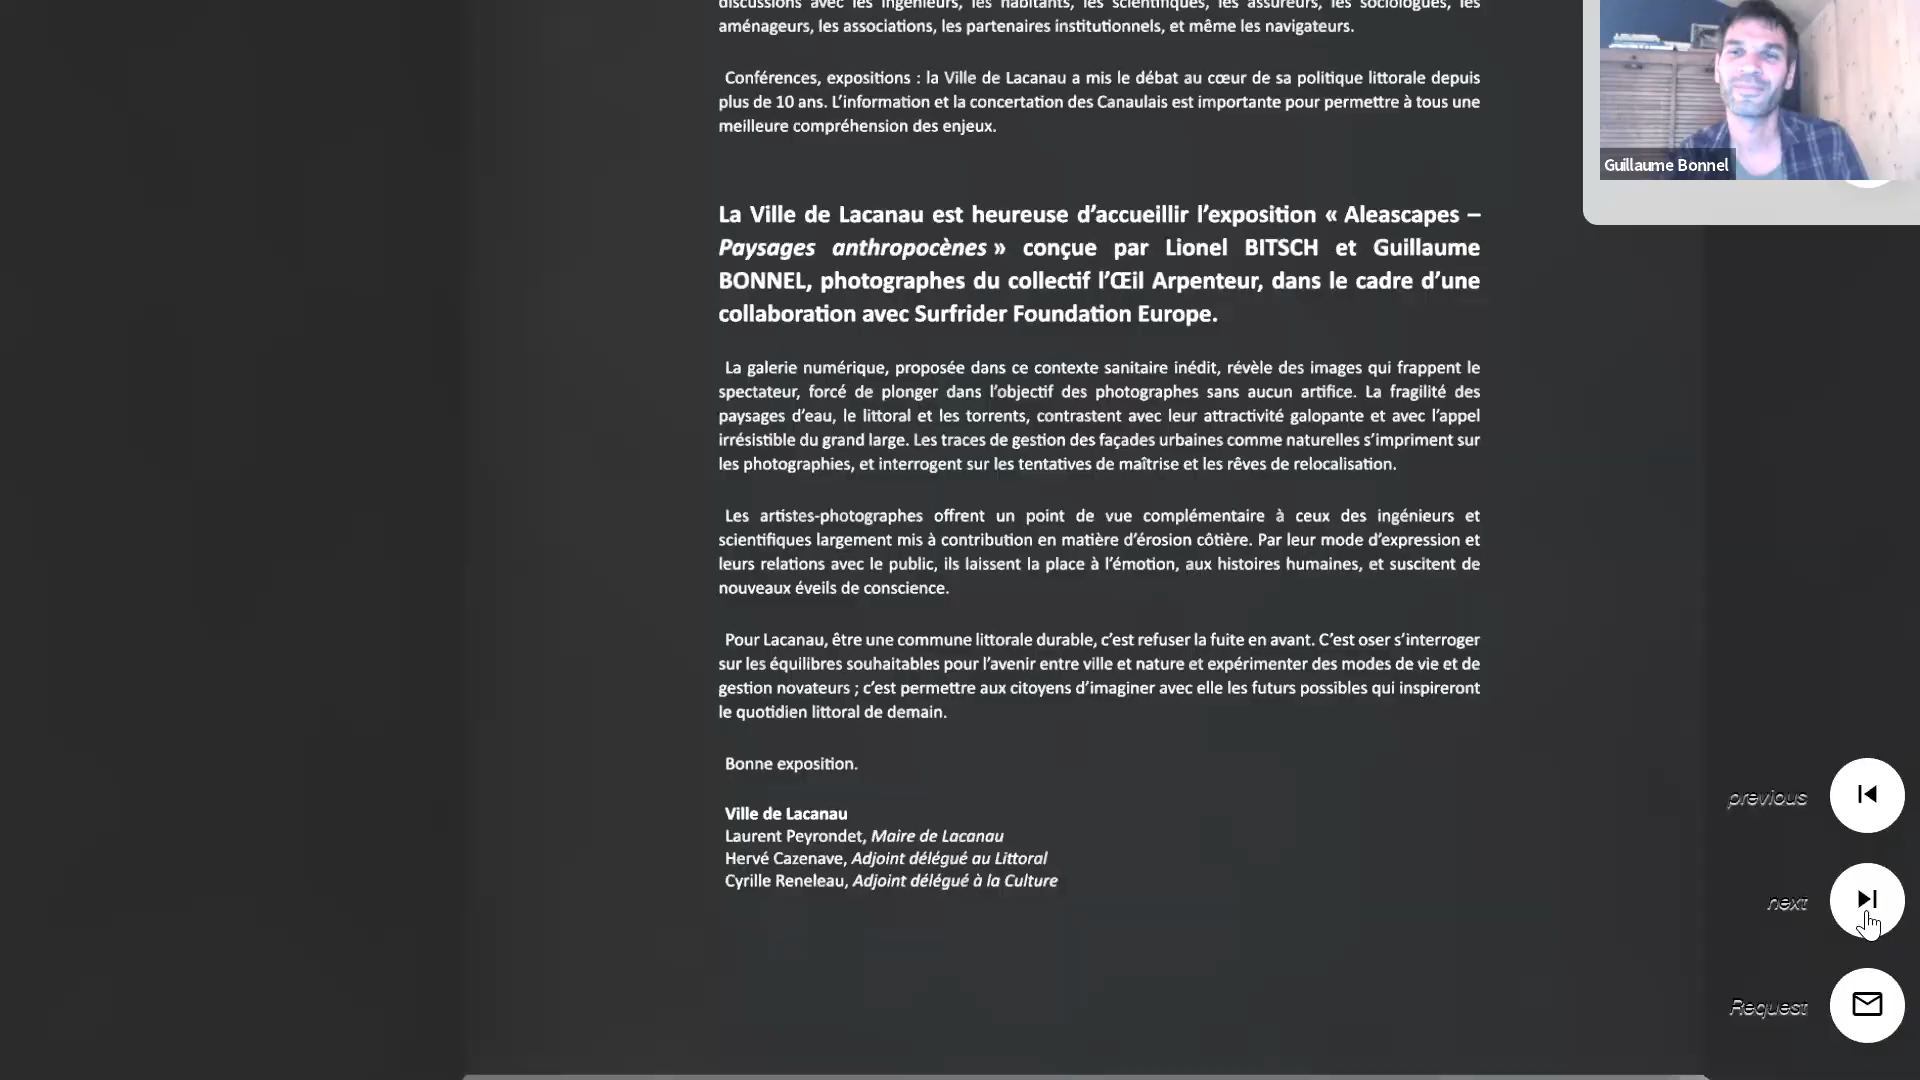 discussions avec les ingénieurs, les habitants, les scientifiques, les assureurs, les sociologues, les
aménageurs, les associations, les partenaires institutionnels, et même les navigateurs.
Conférences, expositions : la Ville de Lacanau a mis le débat au cœur de sa politique littorale depuis
plus de 10 ans. L’information et la concertation des Canaulais est importante pour permettre à tous une
meilleure compréhension des enjeux.
Guillaume Bonnel
La Ville de Lacanau est heureuse d’accueillir l’exposition « Aleascapes –
Paysages anthropocènes » conçue par Lionel BITSCH et Guillaume
BONNEL, photographes du collectif l’Œil Arpenteur, dans le cadre d’une
collaboration avec Surfrider Foundation Europe.
La galerie numérique, proposée dans ce contexte sanitaire inédit, révèle des images qui frappent le
spectateur, forcé de plonger dans l’objectif des photographes sans aucun artifice. La fragilité des
paysages d’eau, le littoral et les torrents, contrastent avec leur attractivité galopante et avec l’appel
irrésistible du grand large. Les traces de gestion des façades urbaines comme naturelles s’impriment sur
les photographies, et interrogent sur les tentatives de maîtrise et les rêves de relocalisation.
Les artistes-photographes offrent un point de vue complémentaire à ceux des ingénieurs et
scientifiques largement mis à contribution en matière d’érosion côtière. Par leur mode d’expression et
leurs relations avec le public, ils laissent la place à l’émotion, aux histoires humaines, et suscitent de
nouveaux éveils de conscience.
Pour Lacanau, être une commune littorale durable, c’est refuser la fuite en avant. C’est oser s’interroger
sur les équilibres souhaitables pour l’avenir entre ville et nature et expérimenter des modes de vie et de
gestion novateurs ; c’est permettre aux citoyens d’imaginer avec elle les futurs possibles qui inspireront
le quotidien littoral de demain.
Bonne exposition.
Ville de Lacanau
Laurent Peyrondet, Maire de Lacanau
Hervé Cazenave, Adjoint délégué au Littoral
Cyrille Reneleau, Adjoint délégué à la Culture
previous
next
Request